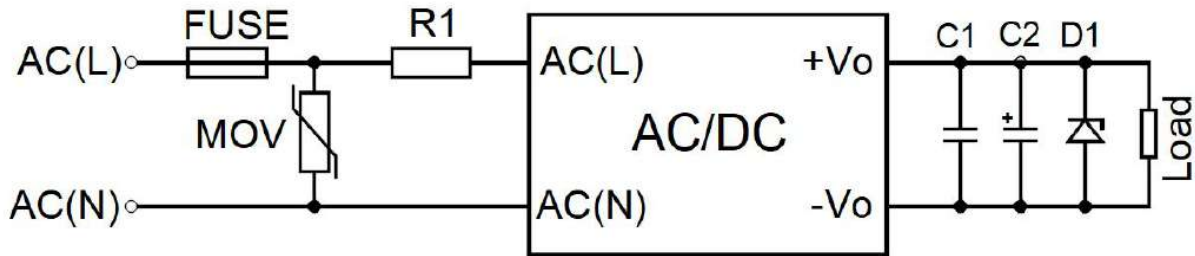 FUSE
R1
C1
C2
D1
AC(L)
AC(L)
+Vo
MOV
AC/DC
+
Load
AC(N)
AC(N)
-Vo